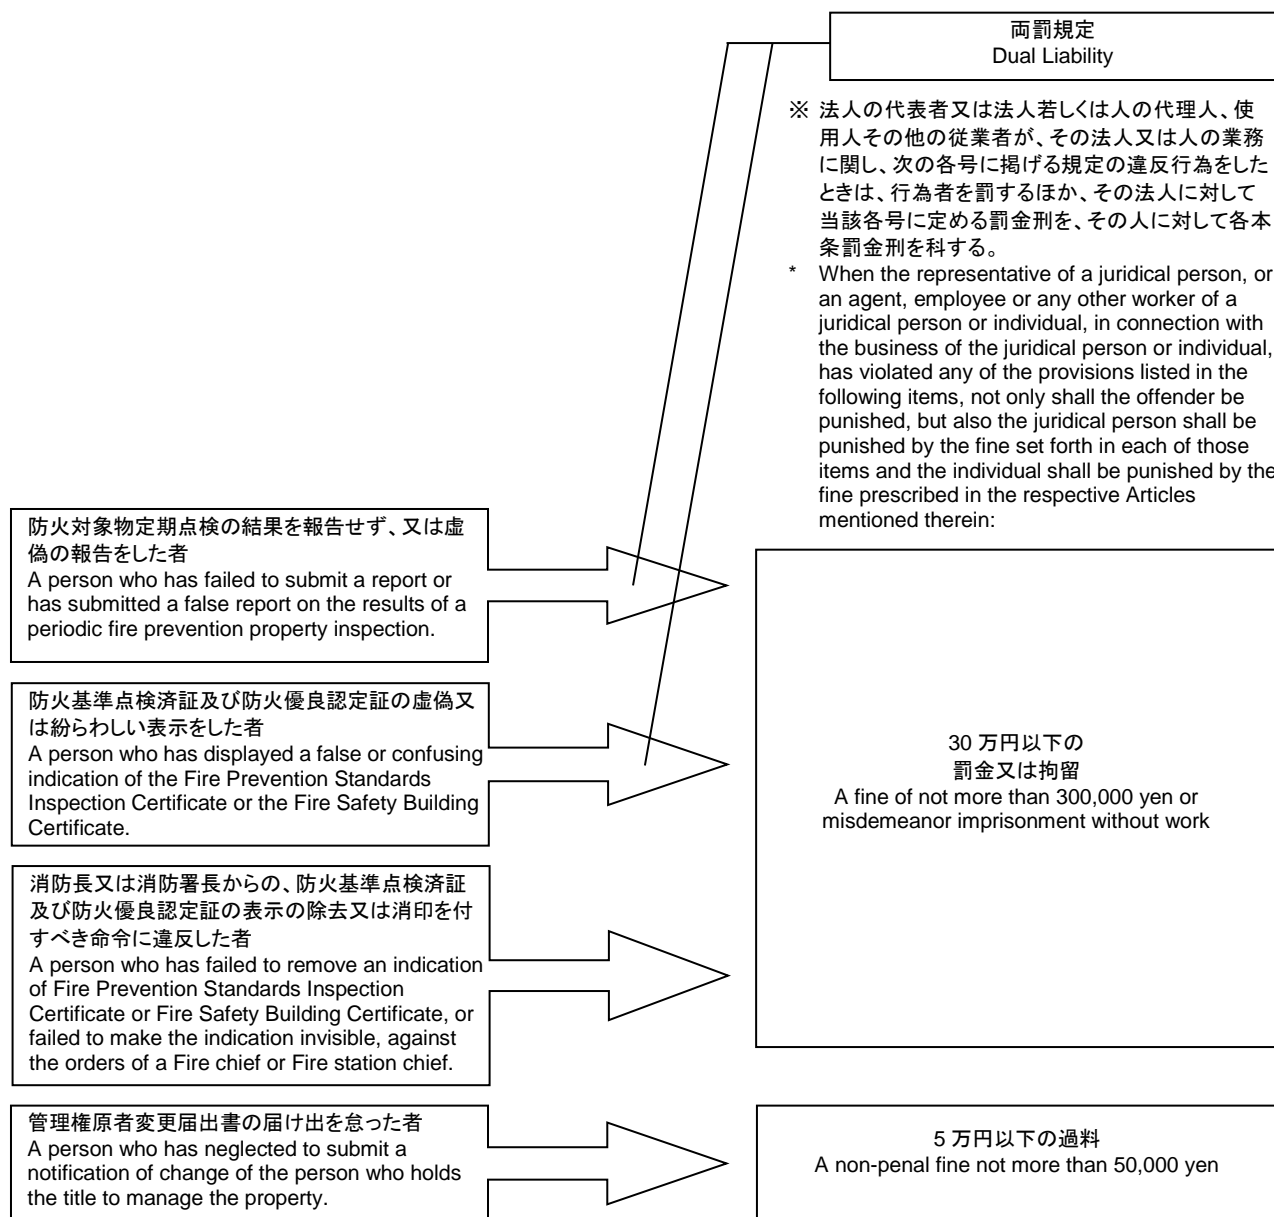 両罰規定
Dual Liability
※ 法人の代表者又は法人若しくは人の代理人、使
用人その他の従業者が、その法人又は人の業務
に関し、次の各号に掲げる規定の違反行為をした
ときは、行為者を罰するほか、その法人に対して
当該各号に定める罰金刑を、その人に対して各本
条罰金刑を科する。
* When the representative of a juridical person, or
an agent, employee or any other worker of a
juridical person or individual, in connection with
the business of the juridical person or individual,
has violated any of the provisions listed in the
following items, not only shall the offender be
punished, but also the juridical person shall be
punished by the fine set forth in each of those
items and the individual shall be punished by the
fine prescribed in the respective Articles
mentioned therein:
防火対象物定期点検の結果を報告せず、又は虚
偽の報告をした者
A person who has failed to submit a report or
has submitted a false report on the results of a
periodic fire prevention property inspection.
防火基準点検済証及び防火優良認定証の虚偽又
は紛らわしい表示をした者
A person who has displayed a false or confusing
indication of the Fire Prevention Standards
Inspection Certificate or the Fire Safety Building
Certificate.
30 万円以下の
罰金又は拘留
A fine of not more than 300,000 yen or
misdemeanor imprisonment without work
消防長又は消防署長からの、防火基準点検済証
及び防火優良認定証の表示の除去又は消印を付
すべき命令に違反した者
A person who has failed to remove an indication
of Fire Prevention Standards Inspection
Certificate or Fire Safety Building Certificate, or
failed to make the indication invisible, against
the orders of a Fire chief or Fire station chief.
管理権原者変更届出書の届け出を怠った者
A person who has neglected to submit a
notification of change of the person who holds
the title to manage the property.
5 万円以下の過料
A non-penal fine not more than 50,000 yen